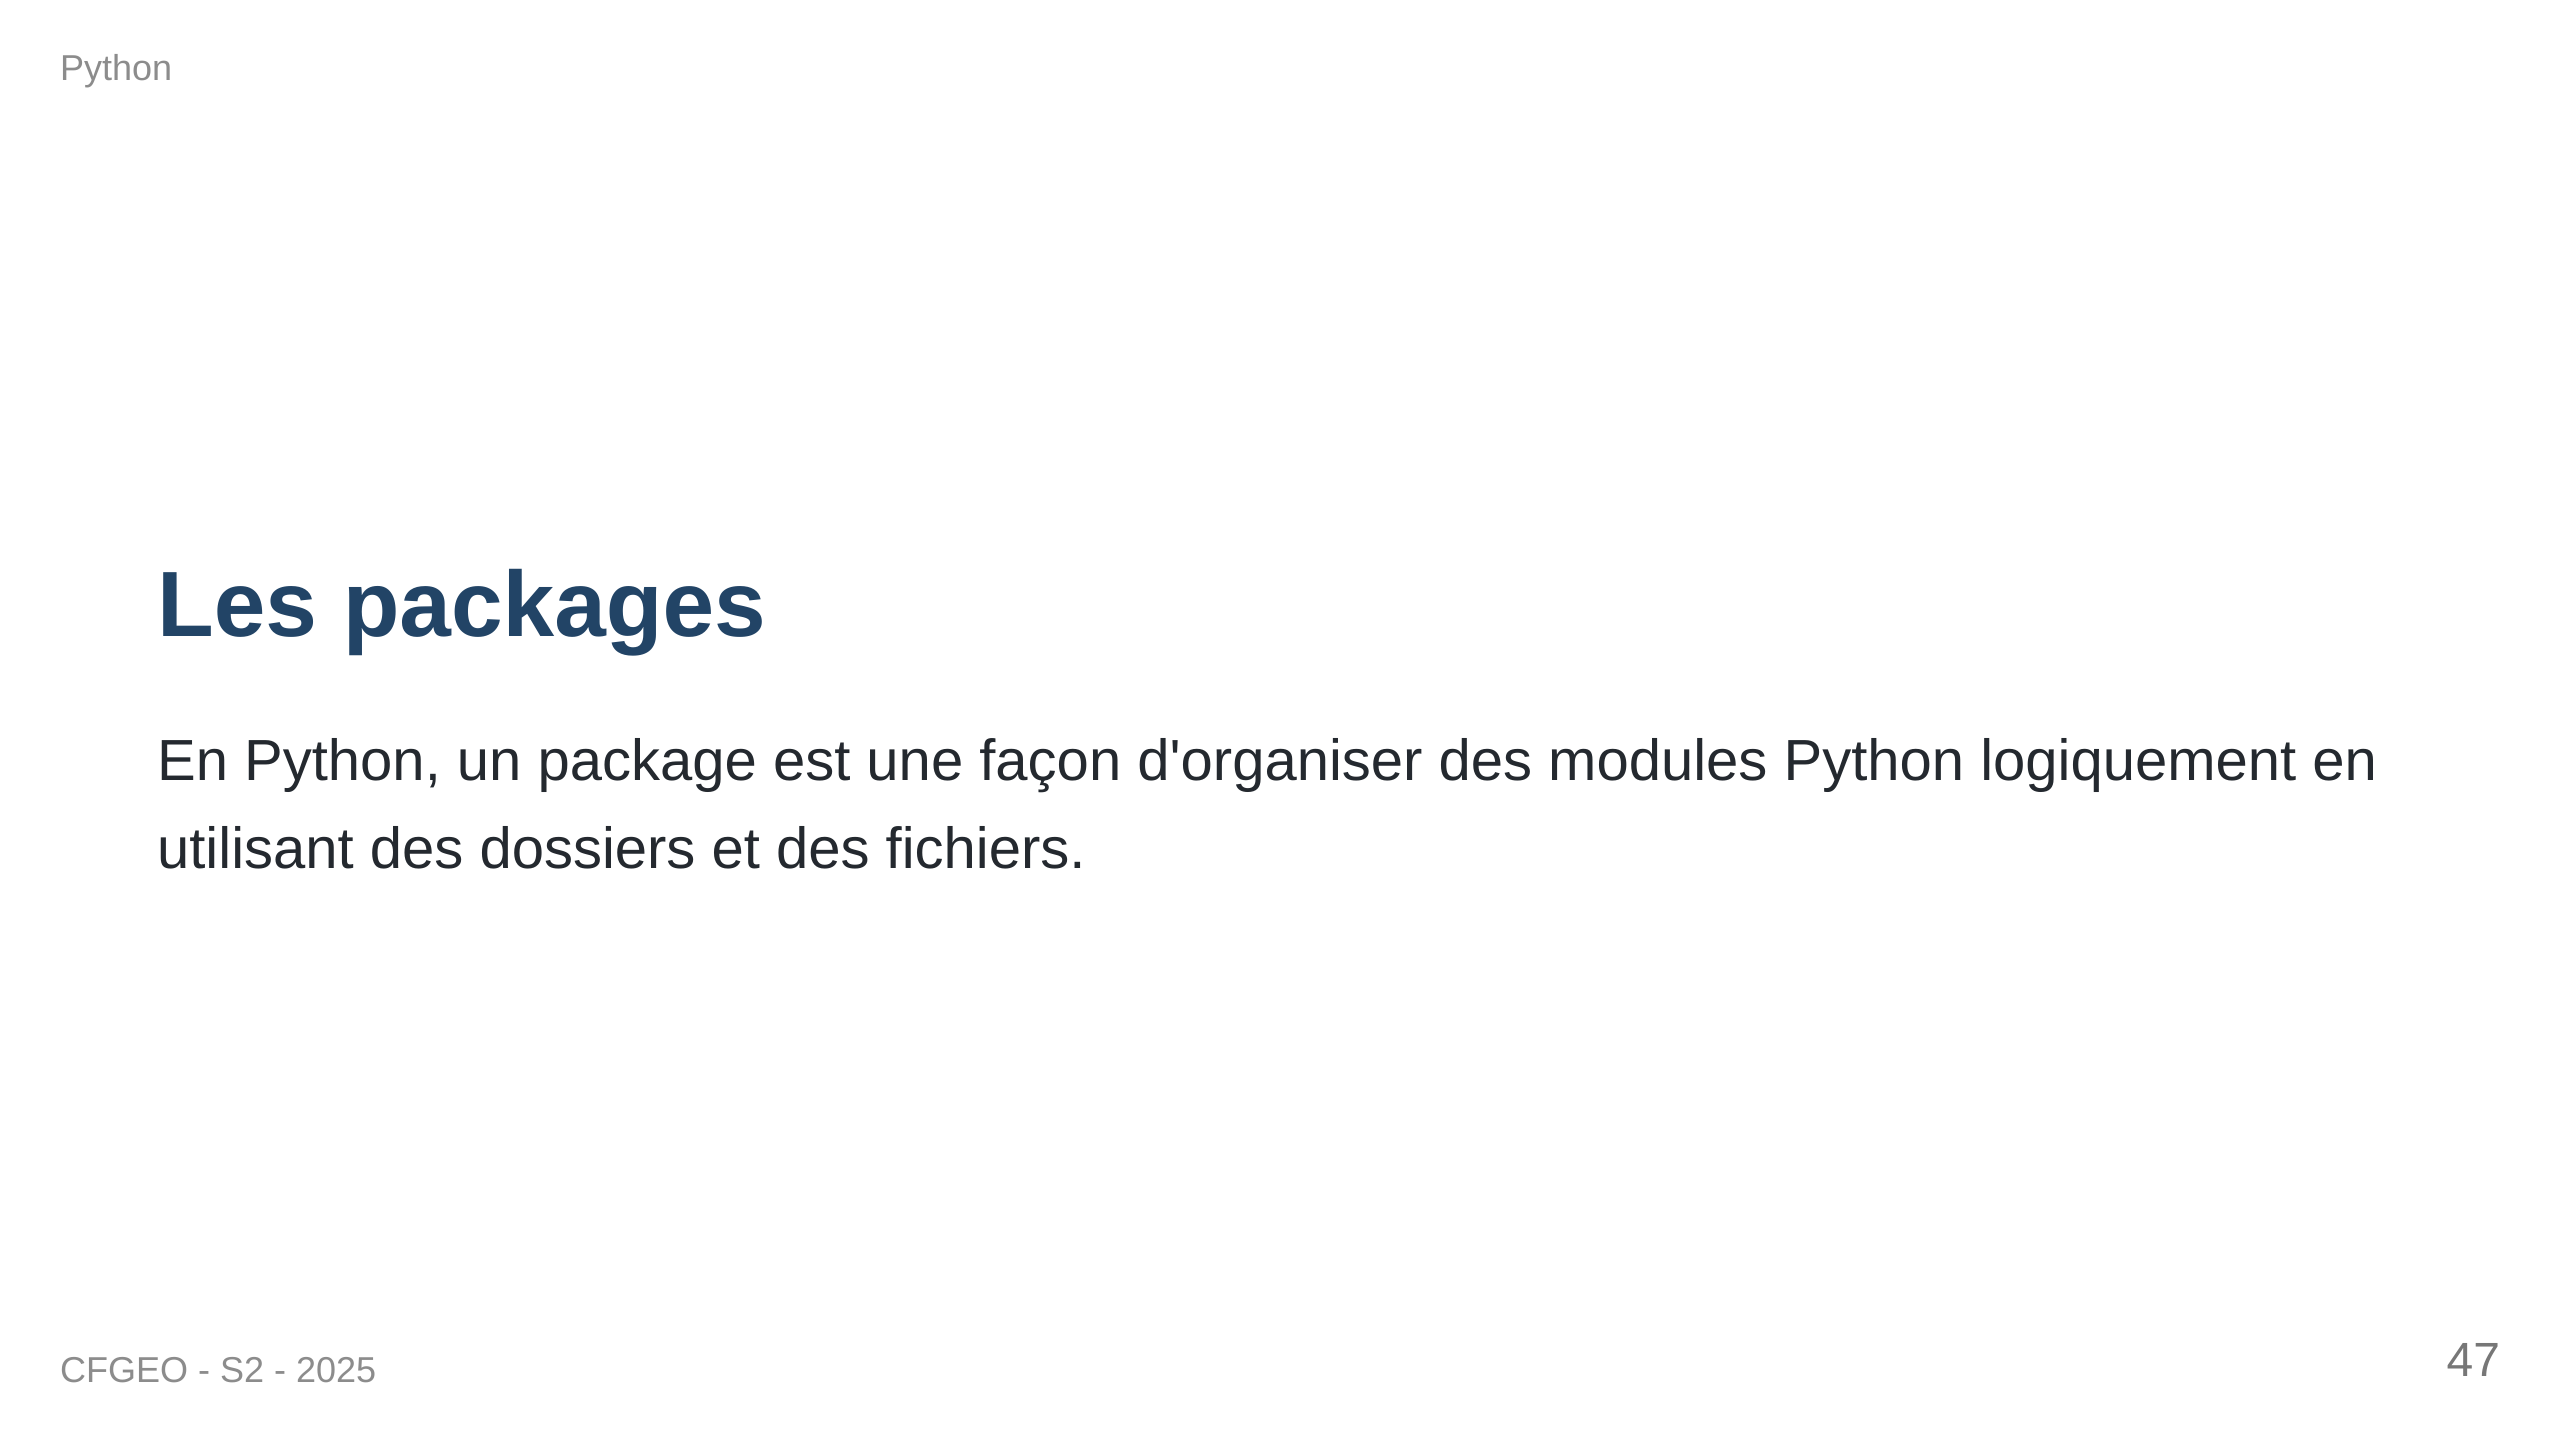 Python
Les packages
En Python, un package est une façon d'organiser des modules Python logiquement en
utilisant des dossiers et des fichiers.
CFGEO - S2 - 2025
47